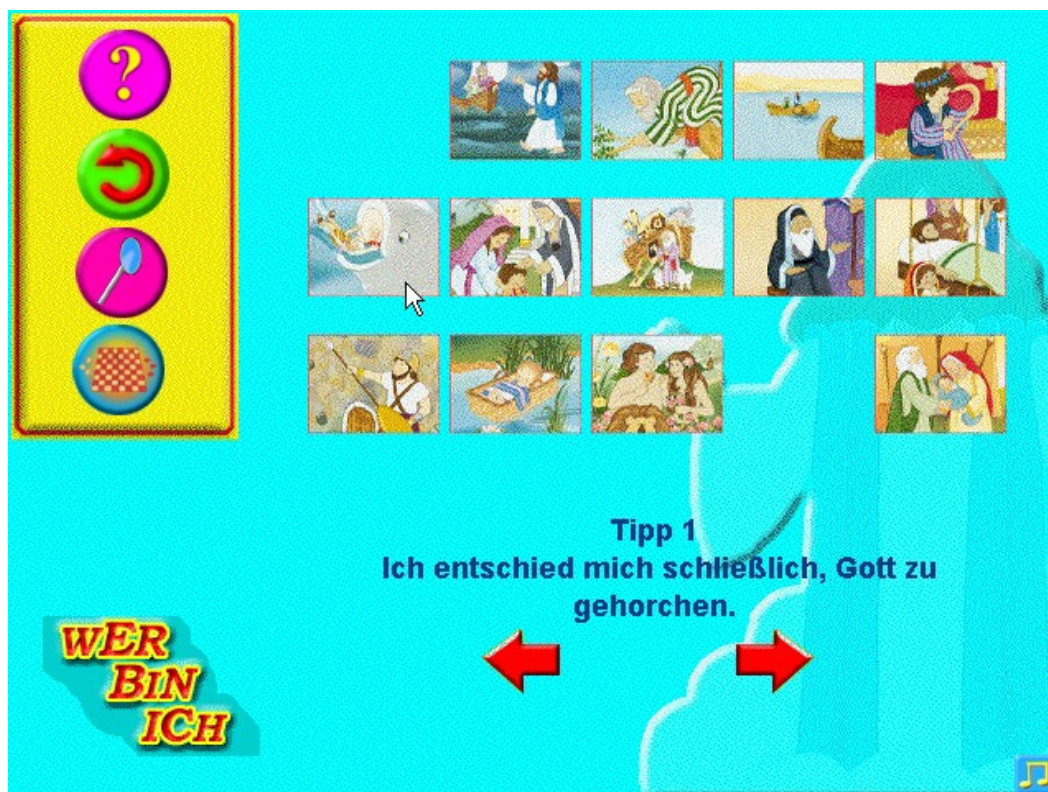 ?
Tipp 1
Ich entschied mich schließlich, Gott zu
gehorchen.
WER
BIN
ICH